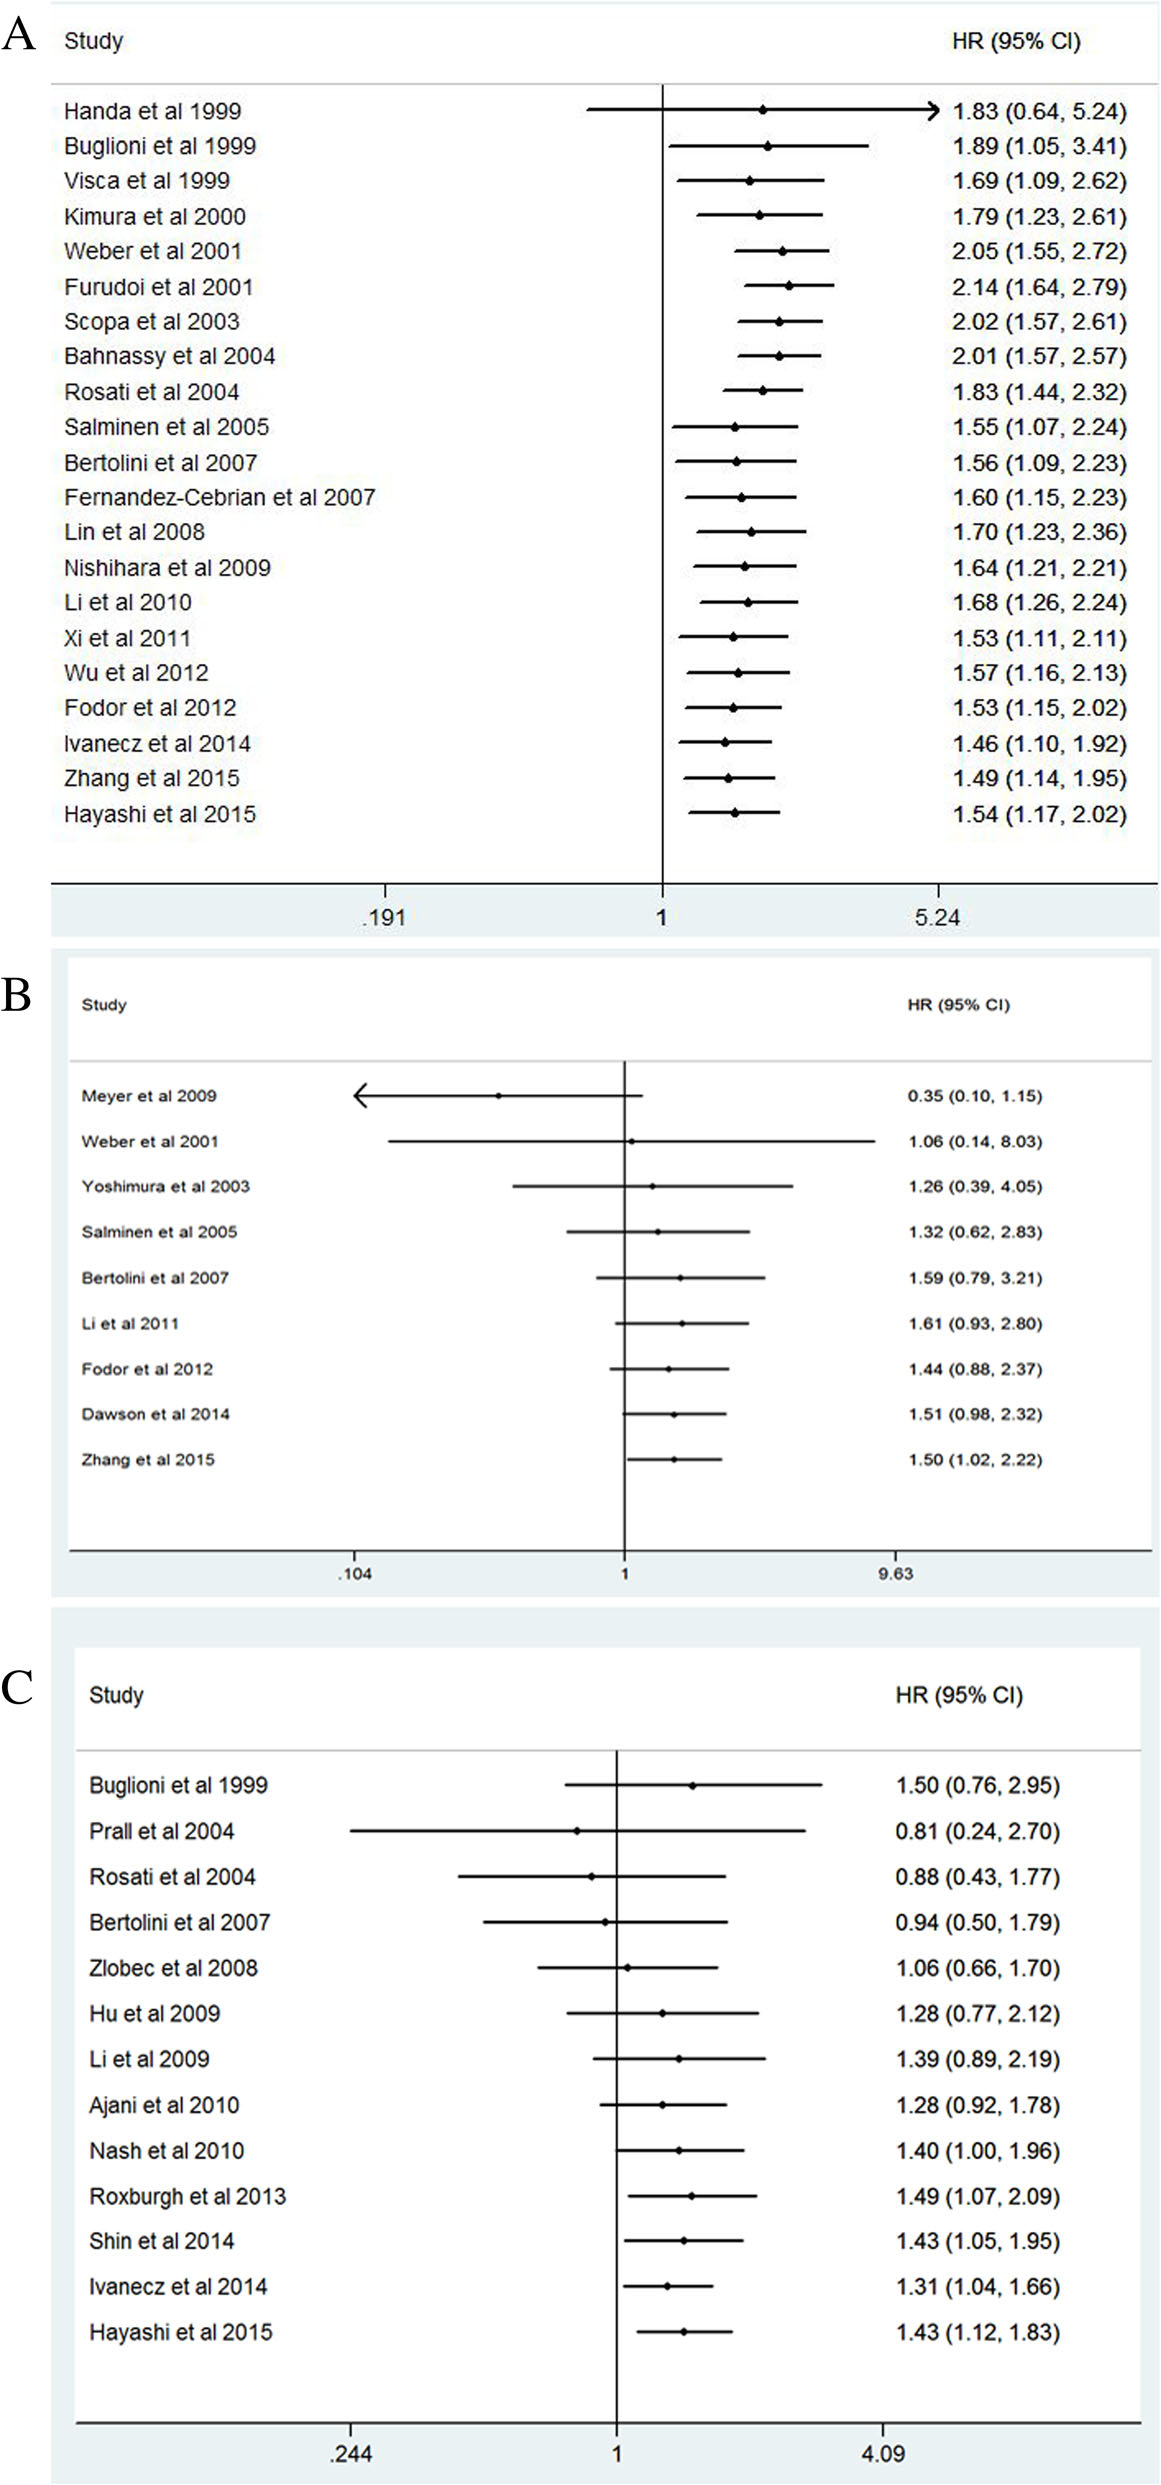 A
Study HR (95% CI)
Handa et al 1999 1.83 (0.64, 5.24)
Buglioni et al 1999 1.89 (1.05, 3.41)
Visca et al 1999 1.69 (1.09, 2.62)
Kimura et al 2000 1.79 (1.23, 2.61)
Weber et al 2001 2.05 (1.55, 2.72)
Furudoi et al 2001 2.14 (1.64, 2.79)
Scopa et al 2003 2.02 (1.57, 2.61)
Bahnassy et al 2004 2.01 (1.57, 2.57)
Rosati et al 2004 1.83 (1.44, 2.32)
Salminen et al 2005 1.55 (1.07, 2.24)
Bertolini et al 2007 1.56 (1.09, 2.23)
Fernandez-Cebrian et al 2007 1.60 (1.15, 2.23)
Lin et al 2008 1.70 (1.23, 2.36)
Nishihara et al 2009 1.64 (1.21, 2.21)
Li et al 2010 1.68 (1.26, 2.24)
Xi et al 2011 1.53 (1.11, 2.11)
Wu et al 2012 1.57 (1.16, 2.13)
Fodor et al 2012 1.53 (1.15, 2.02)
Ivanecz et al 2014 1.46 (1.10, 1.92)
Zhang et al 2015 1.49 (1.14, 1.95)
Hayashi et al 2015 1.54 (1.17, 2.02)
.191 1 5.24
B
Study HR (95% CI)
Meyer et al 2009 0.35 (0.10, 1.15)
Weber et al 2001 1.06 (0.14, 8.03)
Yoshimura et al 2003 1.26 (0.39, 4.05)
Salminen et al 2005 1.32 (0.62, 2.83)
Bertolini et al 2007 1.59 (0.79, 3.21)
Li et al 2011 1.61 (0.93, 2.80)
Fodor et al 2012 1.44 (0.88, 2.37)
Dawson et al 2014 1.51 (0.98, 2.32)
Zhang et al 2015 1.50 (1.02, 2.22)
.104 1 9.63
C
Study HR (95% CI)
Buglioni et al 1999 1.50 (0.76, 2.95)
Prall et al 2004 0.81 (0.24, 2.70)
Rosati et al 2004 0.88 (0.43, 1.77)
Bertolini et al 2007 0.94 (0.50, 1.79)
Zlobec et al 2008 1.06 (0.66, 1.70)
Hu et al 2009 1.28 (0.77, 2.12)
Li et al 2009 1.39 (0.89, 2.19)
Ajani et al 2010 1.28 (0.92, 1.78)
Nash et al 2010 1.40 (1.00, 1.96)
Roxburgh et al 2013 1.49 (1.07, 2.09)
Shin et al 2014 1.43 (1.05, 1.95)
Ivanecz et al 2014 1.31 (1.04, 1.66)
Hayashi et al 2015 1.43 (1.12, 1.83)
.244 1 4.09